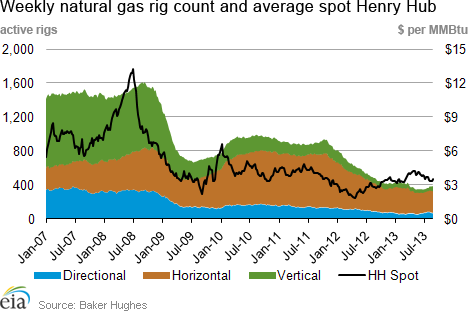 Weekly natural gas rig count and average spot Henry Hub
active rigs $ per MMBtu
2,000 $15
1,600 $12
1,200 $9
800 $6
400 $3
0 $0
Jan-07 Jul-07 Jan-08 Jul-08 Jan-09 Jul-09 Jan-10 Jul-10 Jan-11 Jul-11 Jan-12 Jul-12 Jan-13 Jul-13
Directional Horizontal Vertical HH Spot
eia Source: Baker Hughes